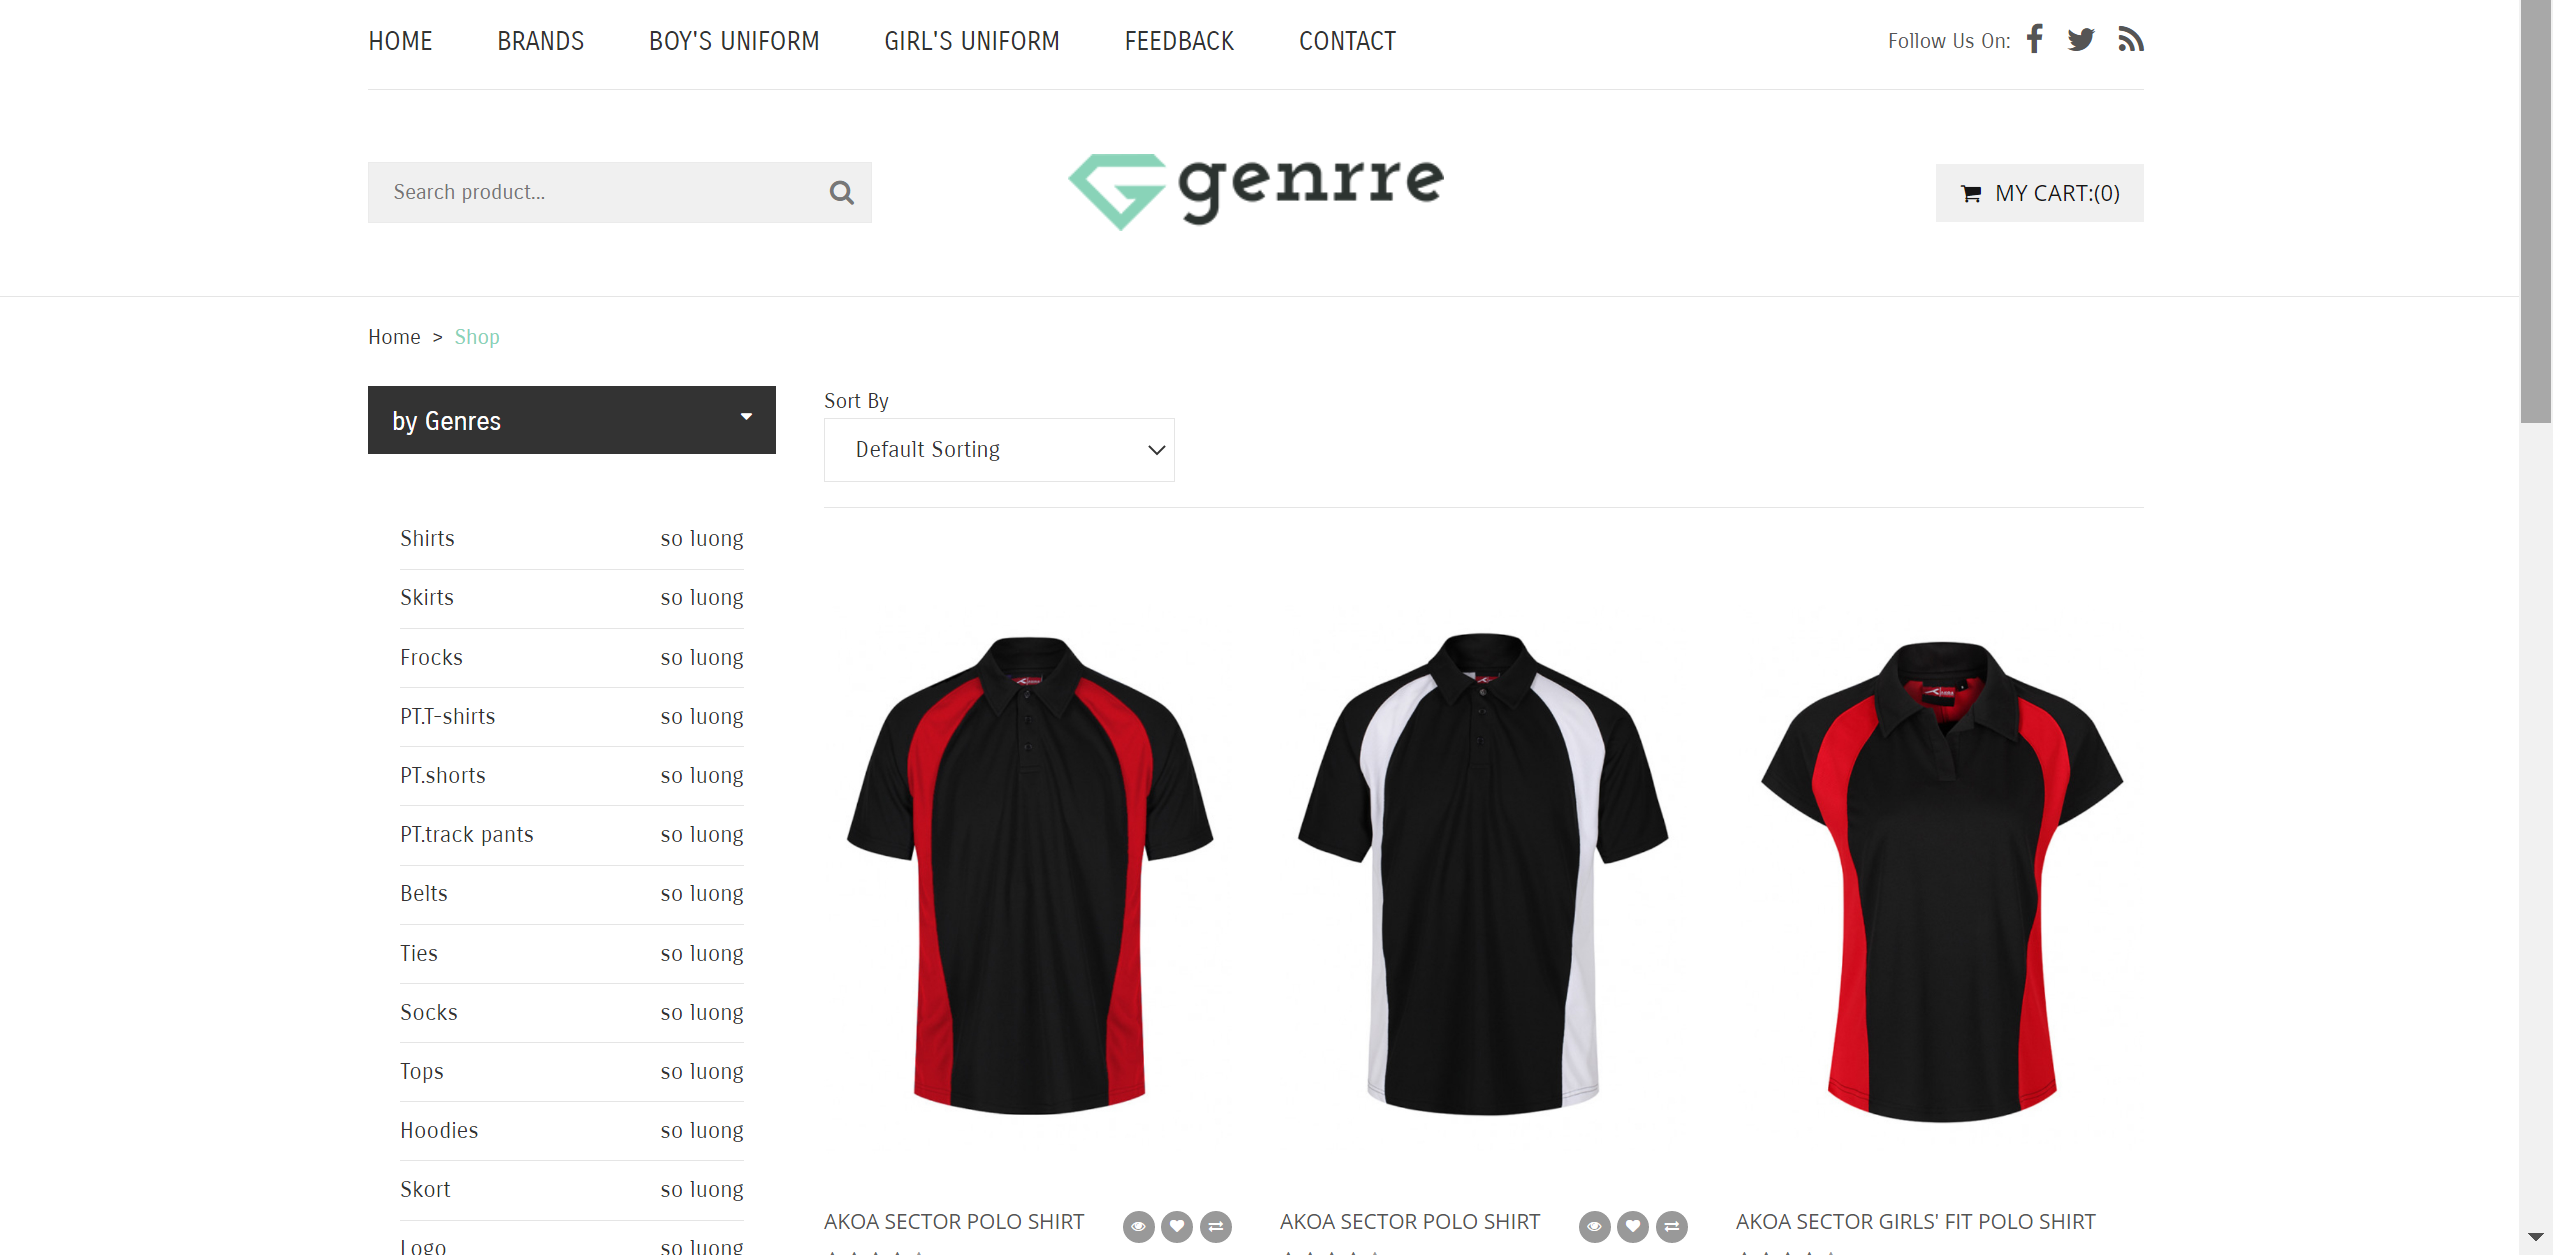 HOME BRANDS BOY'S UNIFORM GIRL'S UNIFORM FEEDBACK CONTACT Follow Us On:
Search product... genrre MY CART:(0)
Home > Shop
by Genres
Sort By
Default Sorting
Shirts so luong
Skirts so luong
Frocks so luong
PT.T-shirts so luong
PT.shorts so luong
PT.track pants so luong
Belts so luong
Ties so luong
Socks so luong
Tops so luong
Hoodies so luong
Skort so luong
Logo so luong
AKOA SECTOR POLO SHIRT AKOA SECTOR POLO SHIRT AKOA SECTOR GIRLS' FIT POLO SHIRT